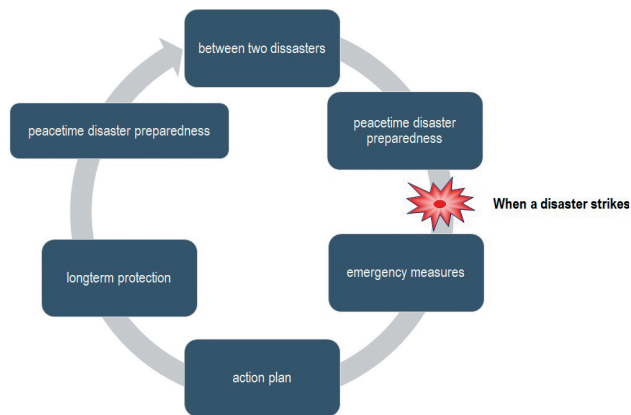 between two dissasters
peacetime disaster
preparedness
When a disaster strikes
emergency measures
action plan
longterm protection
peacetime disaster preparedness